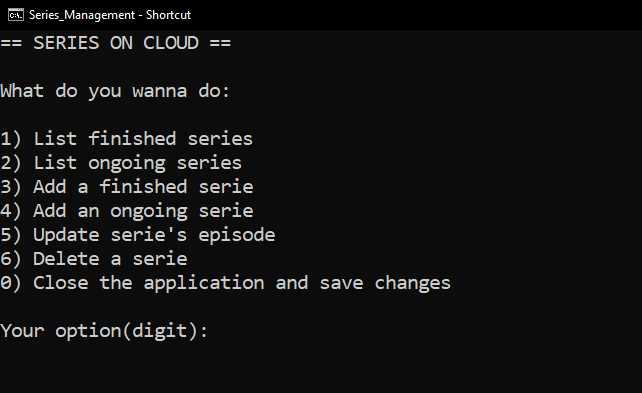 Series_Management - Shortcut
== SERIES ON CLOUD ==
What do you wanna do:
1) List finished series
2) List ongoing series
3) Add a finished serie
4) Add an ongoing serie
5) Update serie's episode
6) Delete a serie
0) Close the application and save changes
Your option(digit):